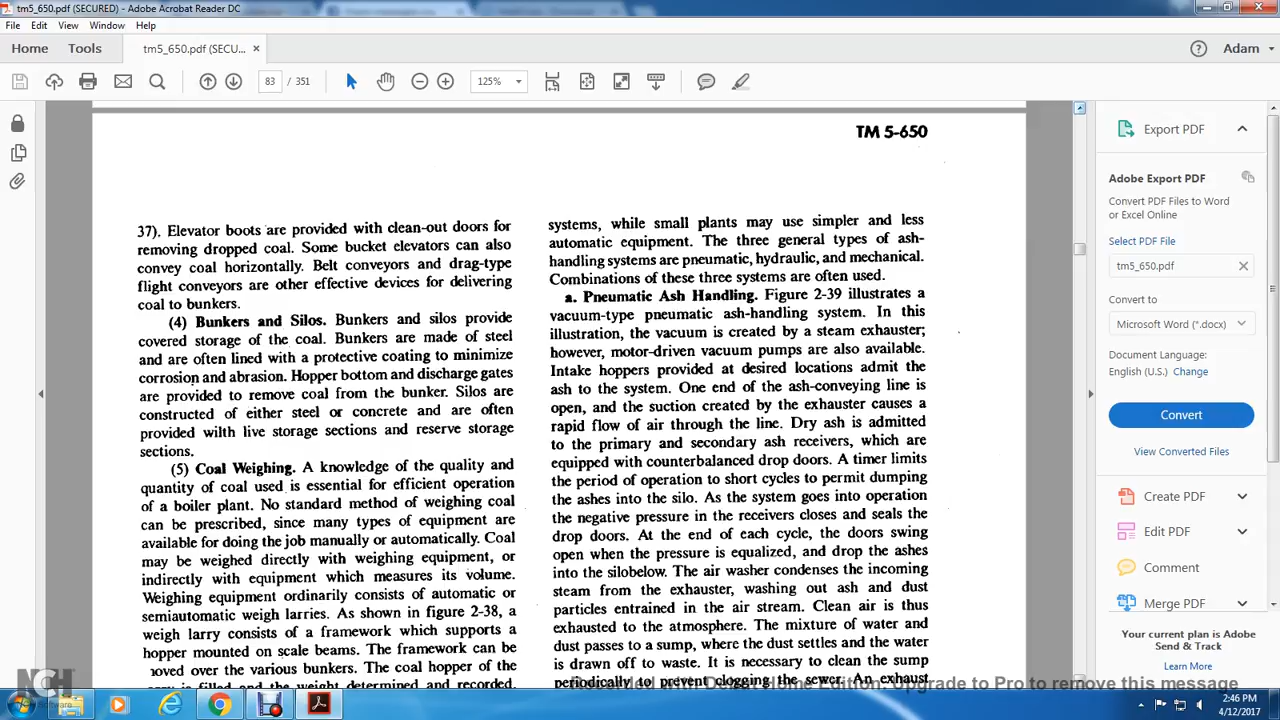 tm5_650.pdf (SECURED) - Adobe Acrobat Reader DC
File Edit View Window Help
Home Tools tm5_650.pdf (SECU... × Adam
83 / 351 125%
TM 5-650
37). Elevator boots are provided with clean-out doors for
removing dropped coal. Some bucket elevators can also
convey coal horizontally. Belt conveyors and drag-type
flight conveyors are other effective devices for delivering
coal to bunkers.
(4) Bunkers and Silos. Bunkers and silos provide
covered storage of the coal. Bunkers are made of steel
and are often lined with a protective coating to minimize
corrosion and abrasion. Hopper bottom and discharge gates
are provided to remove coal from the bunker. Silos are
constructed of either steel or concrete and are often
provided wilth live storage sections and reserve storage
sections.
(5) Coal Weighing. A knowledge of the quality and
quantity of coal used is essential for efficient operation
of a boiler plant. No standard method of weighing coal
can be prescribed, since many types of equipment are
available for doing the job manually or automatically. Coal
may be weighed directly with weighing equipment, or
indirectly with equipment which measures its volume.
Weighing equipment ordinarily consists of automatic or
semiautomatic weigh larries. As shown in figure 2-38, a
weigh larry consists of a framework which supports a
hopper mounted on scale beams. The framework can be
oved over the various bunkers. The coal hopper of the
is filled and the weight determined and recorded.
systems, while small plants may use simpler and less
automatic equipment. The three general types of ash-
handling systems are pneumatic, hydraulic, and mechanical.
Combinations of these three systems are often used.
a. Pneumatic Ash Handling. Figure 2-39 illustrates a
vacuum-type pneumatic ash-handling system. In this
illustration, the vacuum is created by a steam exhauster;
however, motor-driven vacuum pumps are also available.
Intake hoppers provided at desired locations admit the
ash to the system. One end of the ash-conveying line is
open, and the suction created by the exhauster causes a
rapid flow of air through the line. Dry ash is admitted
to the primary and secondary ash receivers, which are
equipped with counterbalanced drop doors. A timer limits
the period of operation to short cycles to permit dumping
the ashes into the silo. As the system goes into operation
the negative pressure in the receivers closes and seals the
drop doors. At the end of each cycle, the doors swing
open when the pressure is equalized, and drop the ashes
into the silobelow. The air washer condenses the incoming
steam from the exhauster, washing out ash and dust
particles entrained in the air stream. Clean air is thus
exhausted to the atmosphere. The mixture of water and
dust passes to a sump, where the dust settles and the water
is drawn off to waste. It is necessary to clean the sump
periodically to prevent clogging the sewer. An exhaust
Export PDF
Adobe Export PDF
Convert PDF Files to Word
or Excel Online
Select PDF File
tm5_650.pdf
Convert to
Microsoft Word (*.docx)
Document Language:
English (U.S.) Change
Convert
View Converted Files
Create PDF
Edit PDF
Comment
Merge PDF
Your current plan is Adobe
Send & Track
Learn More
NCH Software
Recorded with Debut Home Edition. Upgrade to Pro to remove this message
2:46 PM
4/12/2017